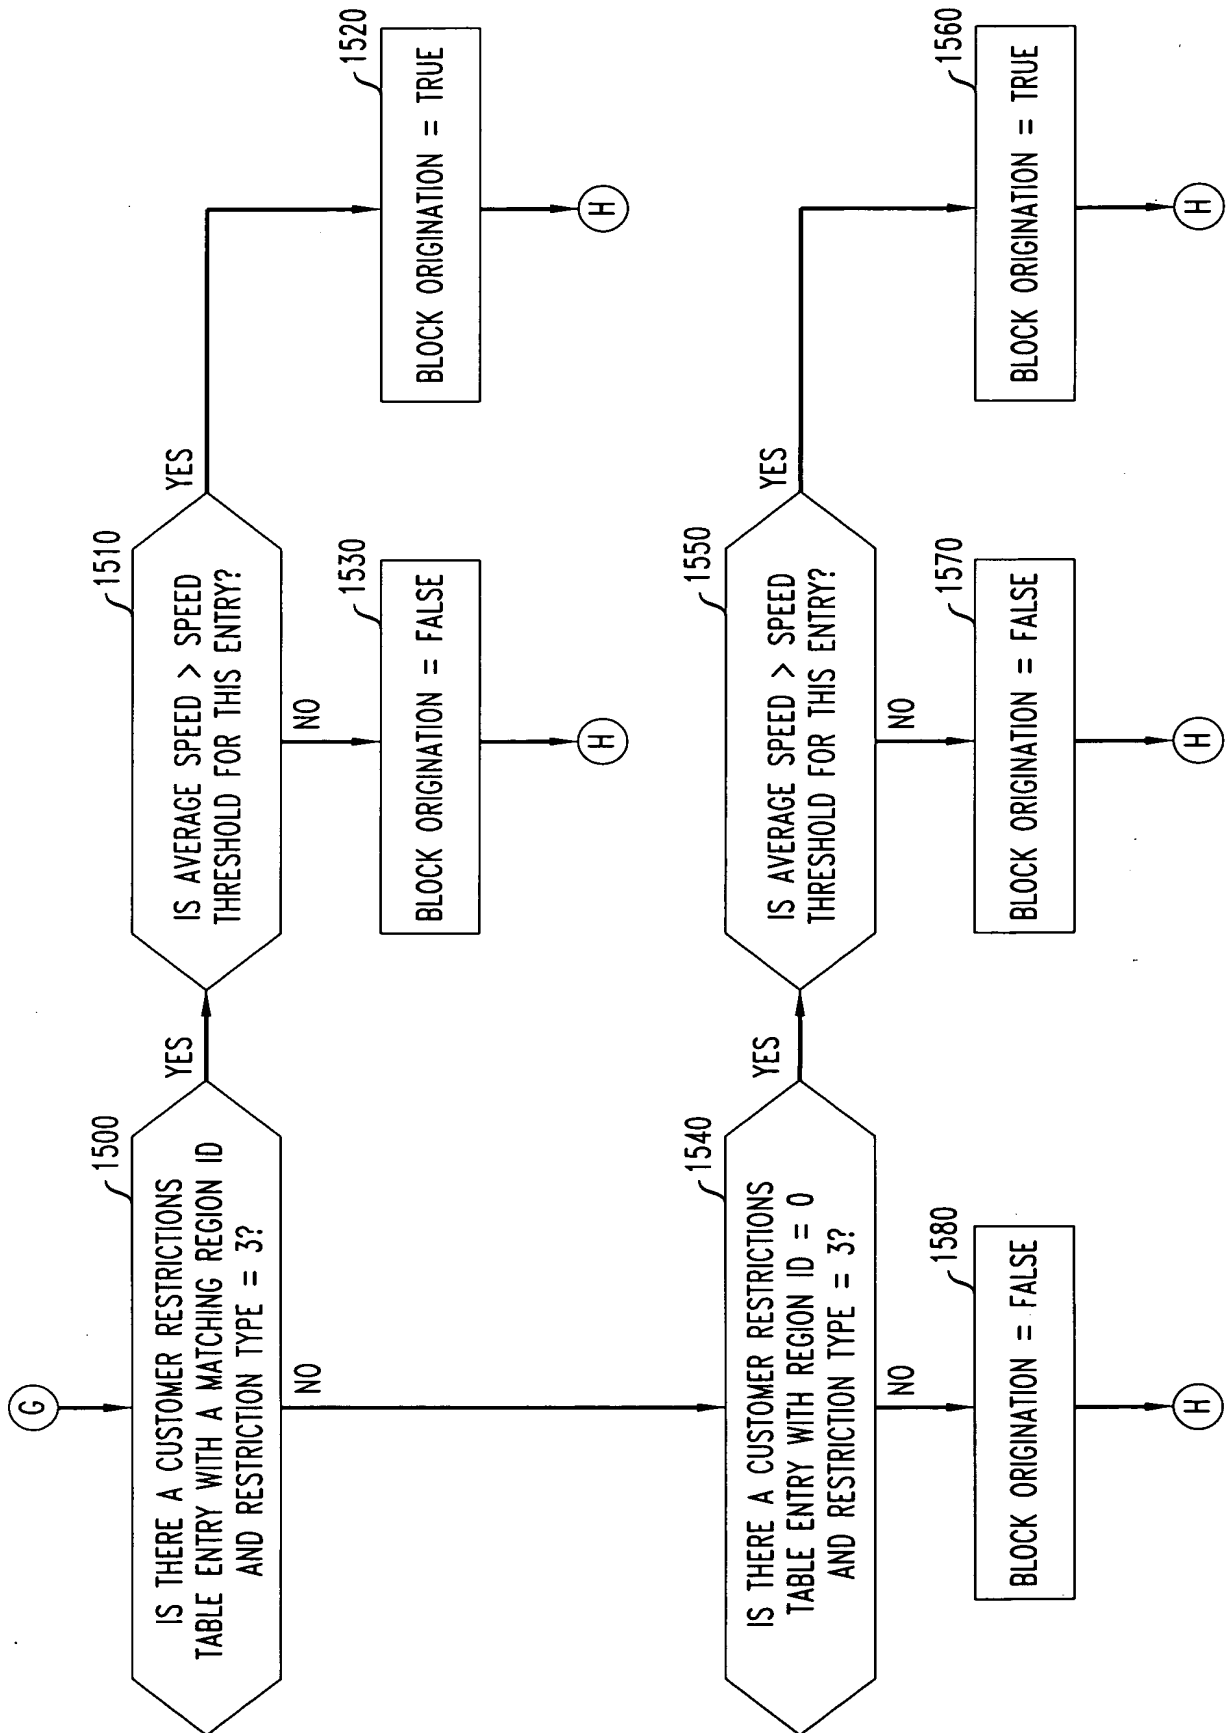 G
1500
IS THERE A CUSTOMER RESTRICTIONS
TABLE ENTRY WITH A MATCHING REGION ID
AND RESTRICTION TYPE = 3?
YES
NO
1510
IS AVERAGE SPEED > SPEED
THRESHOLD FOR THIS ENTRY?
YES
NO
1520
BLOCK ORIGINATION = TRUE
H
1530
BLOCK ORIGINATION = FALSE
H
1540
IS THERE A CUSTOMER RESTRICTIONS
TABLE ENTRY WITH REGION ID = 0
AND RESTRICTION TYPE = 3?
YES
NO
1550
IS AVERAGE SPEED > SPEED
THRESHOLD FOR THIS ENTRY?
YES
NO
1560
BLOCK ORIGINATION = TRUE
H
1570
BLOCK ORIGINATION = FALSE
H
1580
BLOCK ORIGINATION = FALSE
H